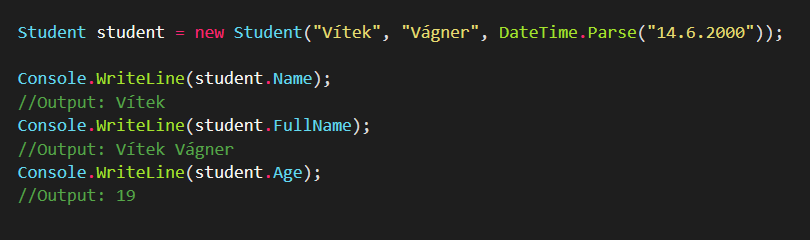 Student student = new Student("Vítek", "Vágner", DateTime.Parse("14.6.2000"));
Console.WriteLine(student.Name);
//Output: Vítek
Console.WriteLine(student.FullName);
//Output: Vítek Vágner
Console.WriteLine(student.Age);
//Output: 19